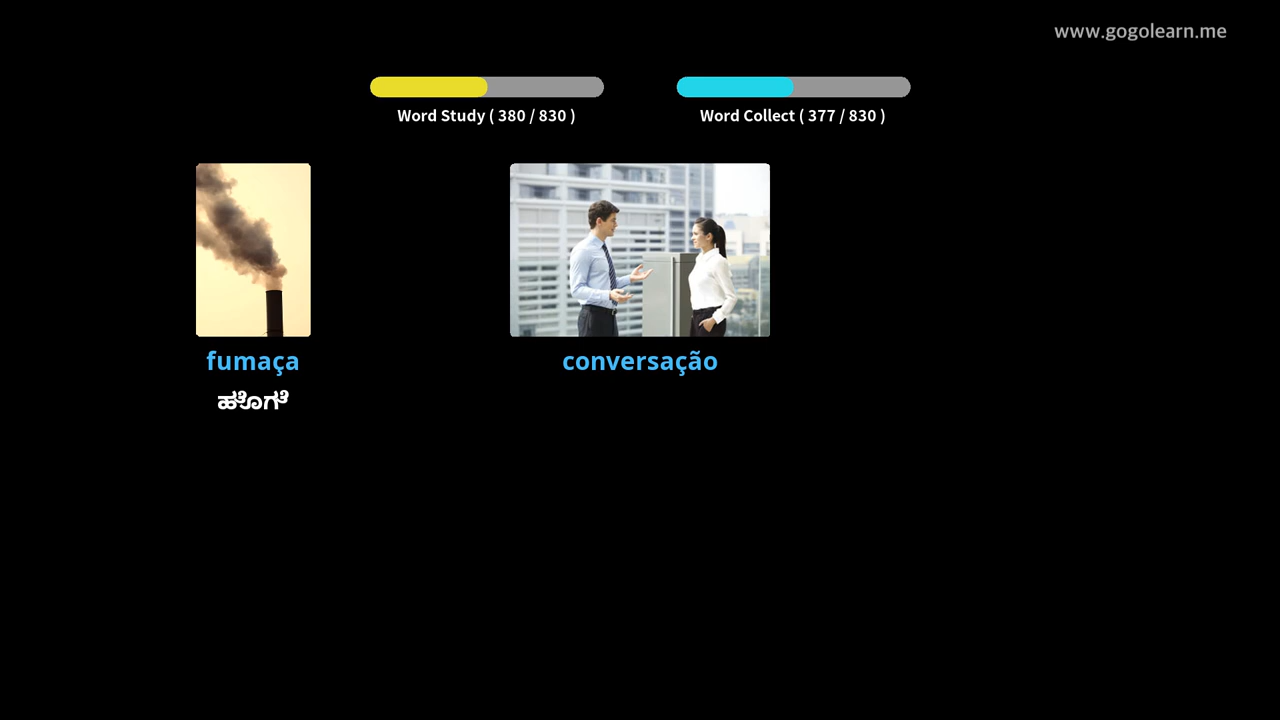 www.gogolearn.me
Word Study ( 380 / 830 )
Word Collect ( 377 / 830 )
fumaça
conversação
ಹೊಗೆ